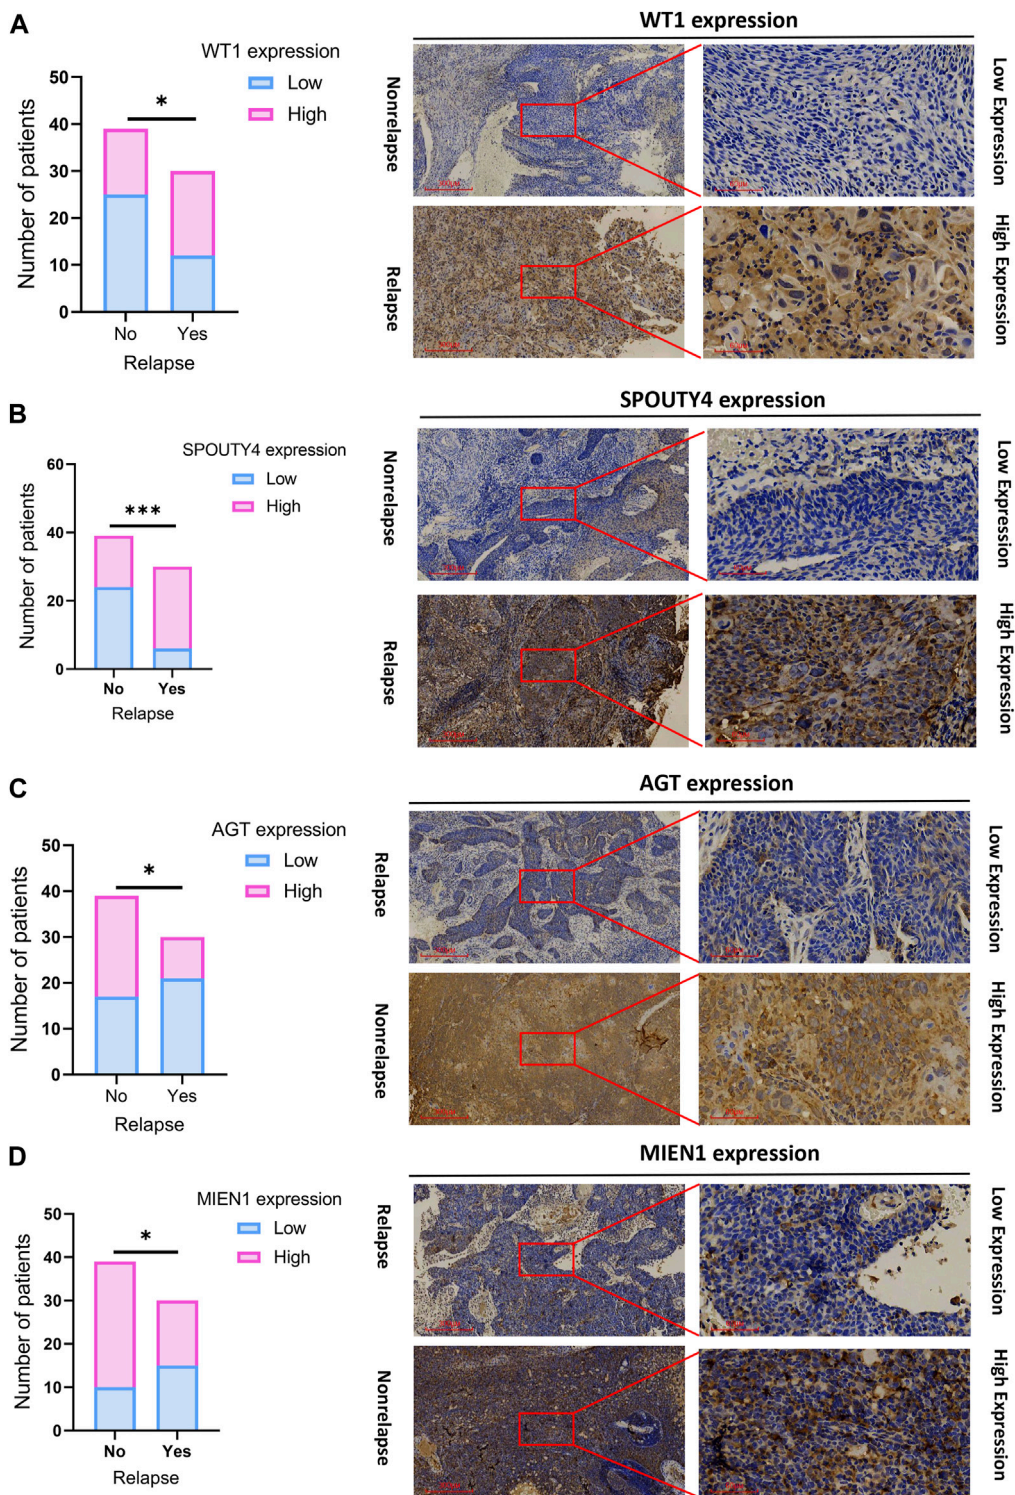 A
WT1 expression
Low
High
*
Number of patients
50
40
30
20
10
0
No
Yes
Relapse
WT1 expression
Nonrelapse
Low Expression
Relapse
High Expression
B
SPOUTY4 expression
Low
High
***
Number of patients
60
40
20
0
No
Yes
Relapse
SPOUTY4 expression
Nonrelapse
Low Expression
Relapse
High Expression
C
AGT expression
Low
High
*
Number of patients
50
40
30
20
10
0
No
Yes
Relapse
AGT expression
Relapse
Low Expression
Nonrelapse
High Expression
D
MIEN1 expression
Low
High
*
Number of patients
50
40
30
20
10
0
No
Yes
Relapse
MIEN1 expression
Relapse
Low Expression
Nonrelapse
High Expression